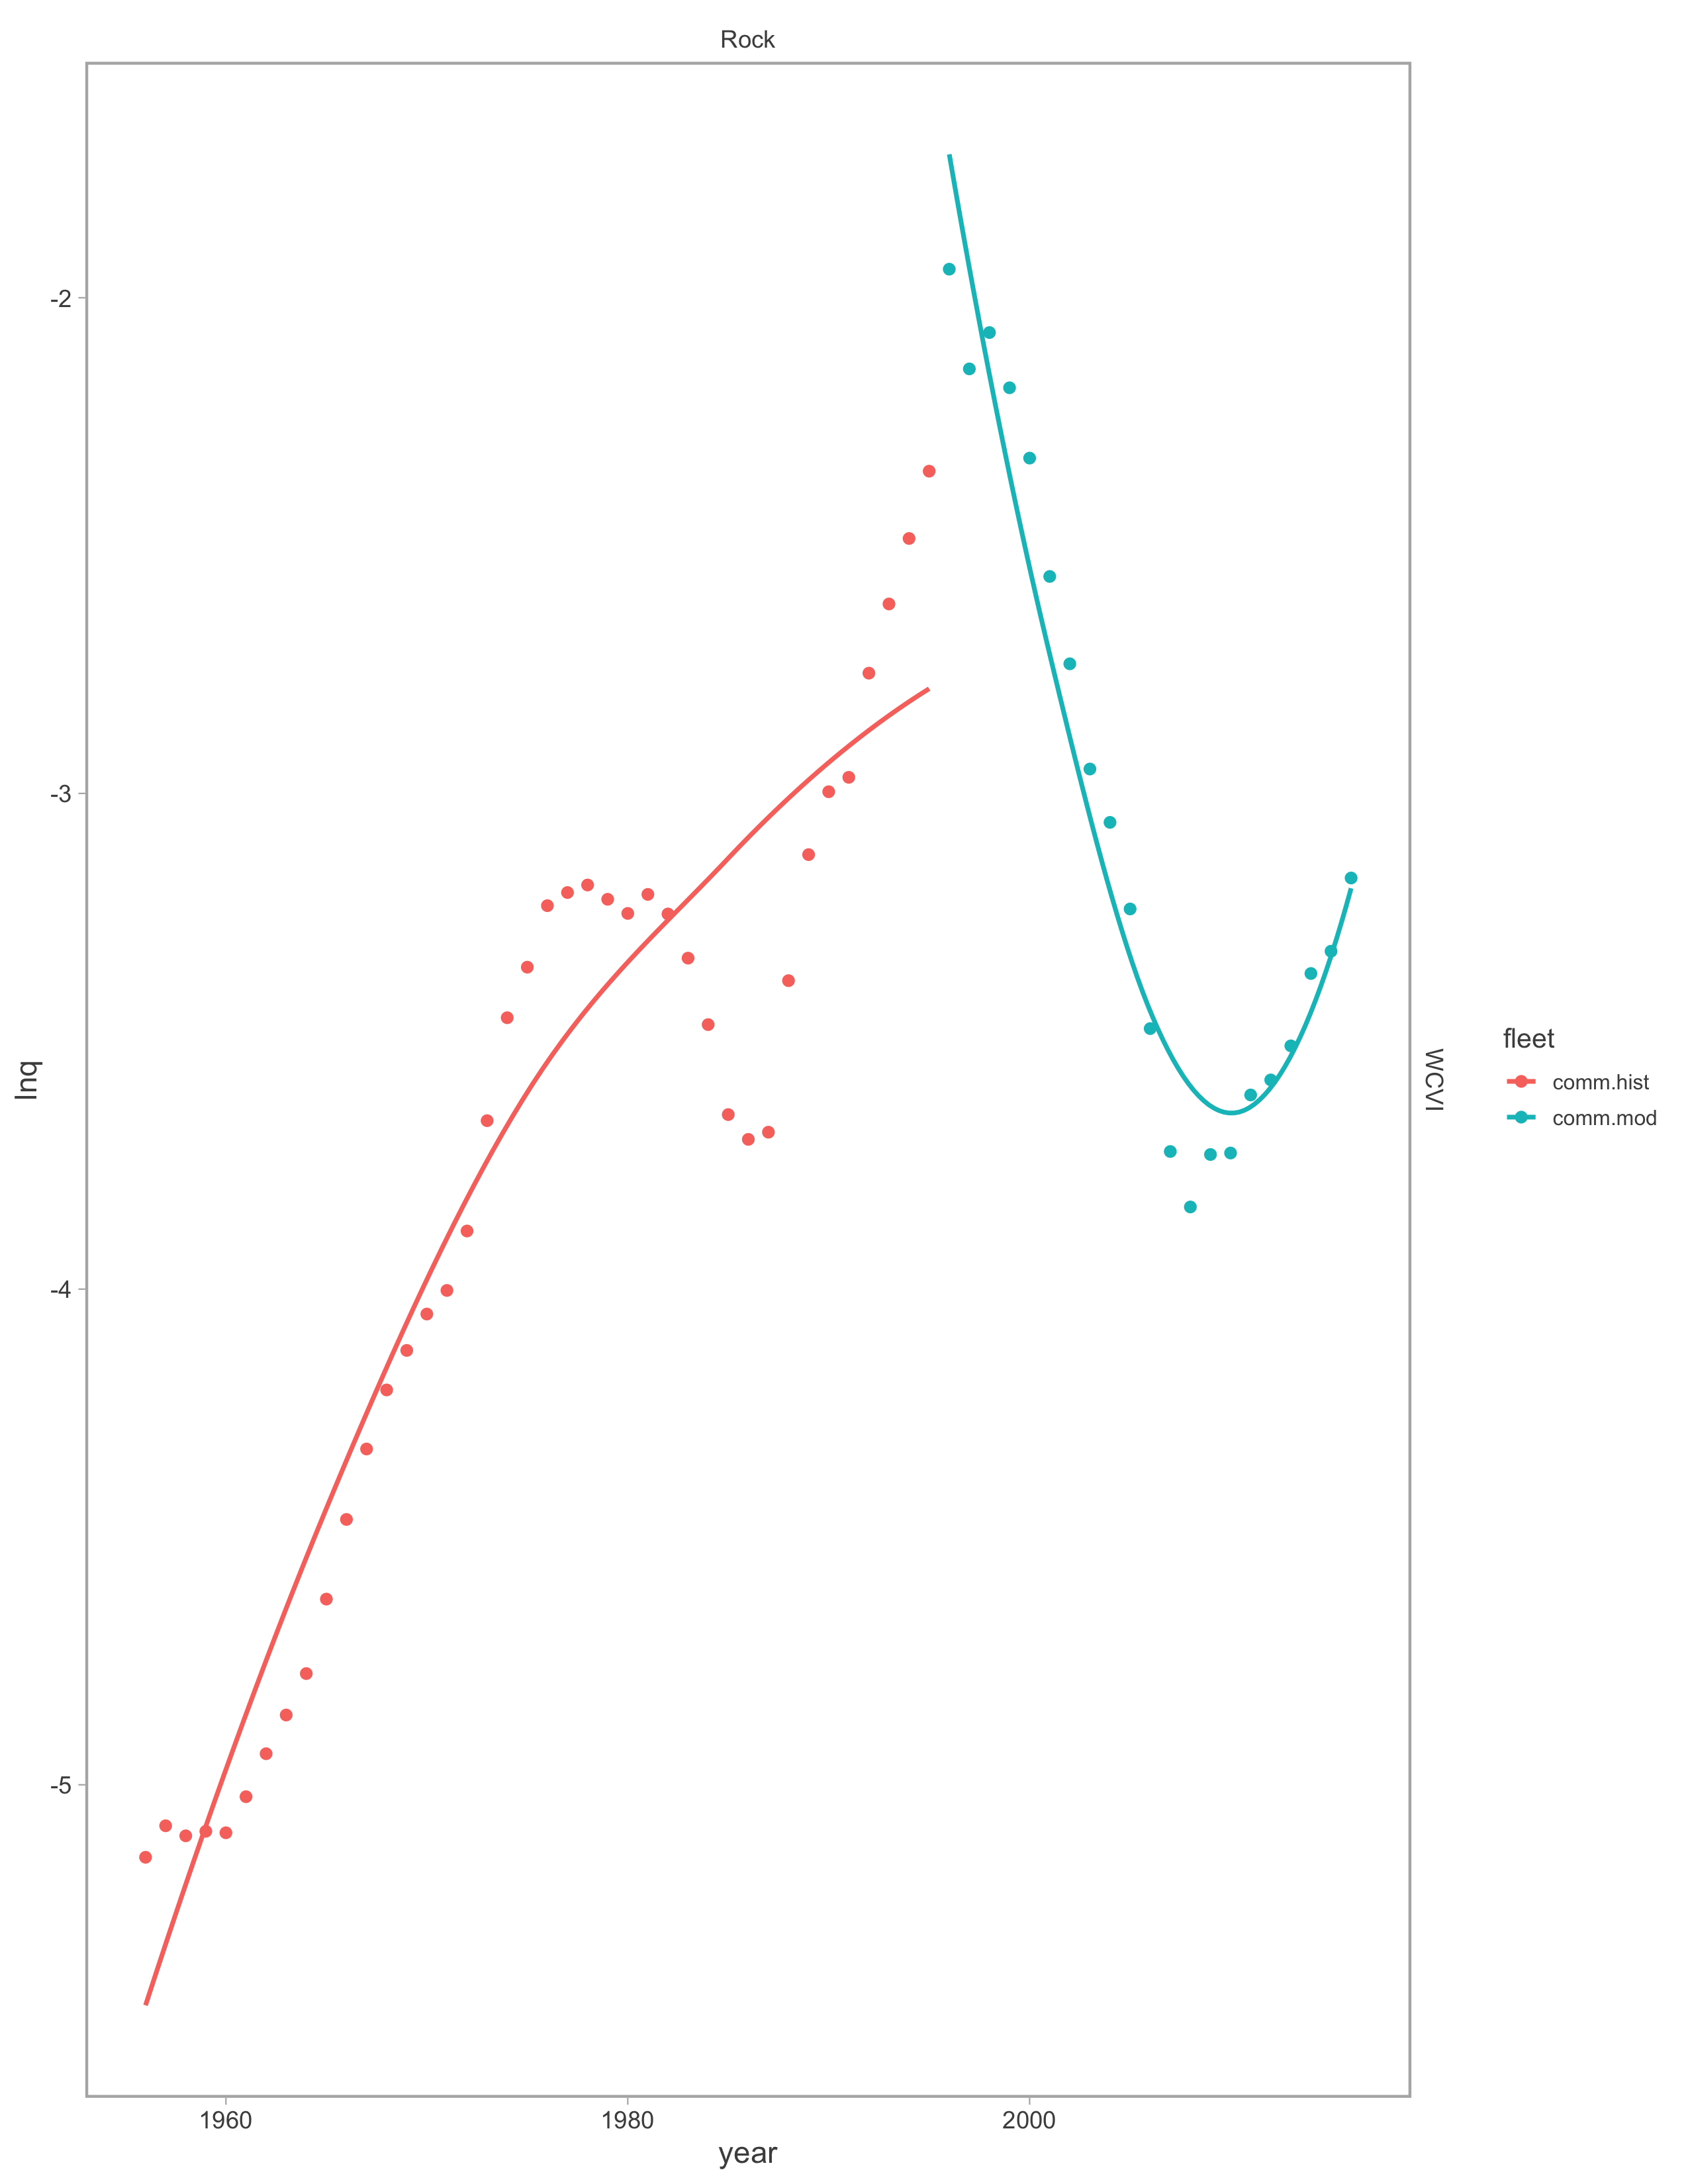 Rock
-2
-3
-4
-5
lnq
1960
1980
2000
year
WCVI
fleet
comm.hist
comm.mod